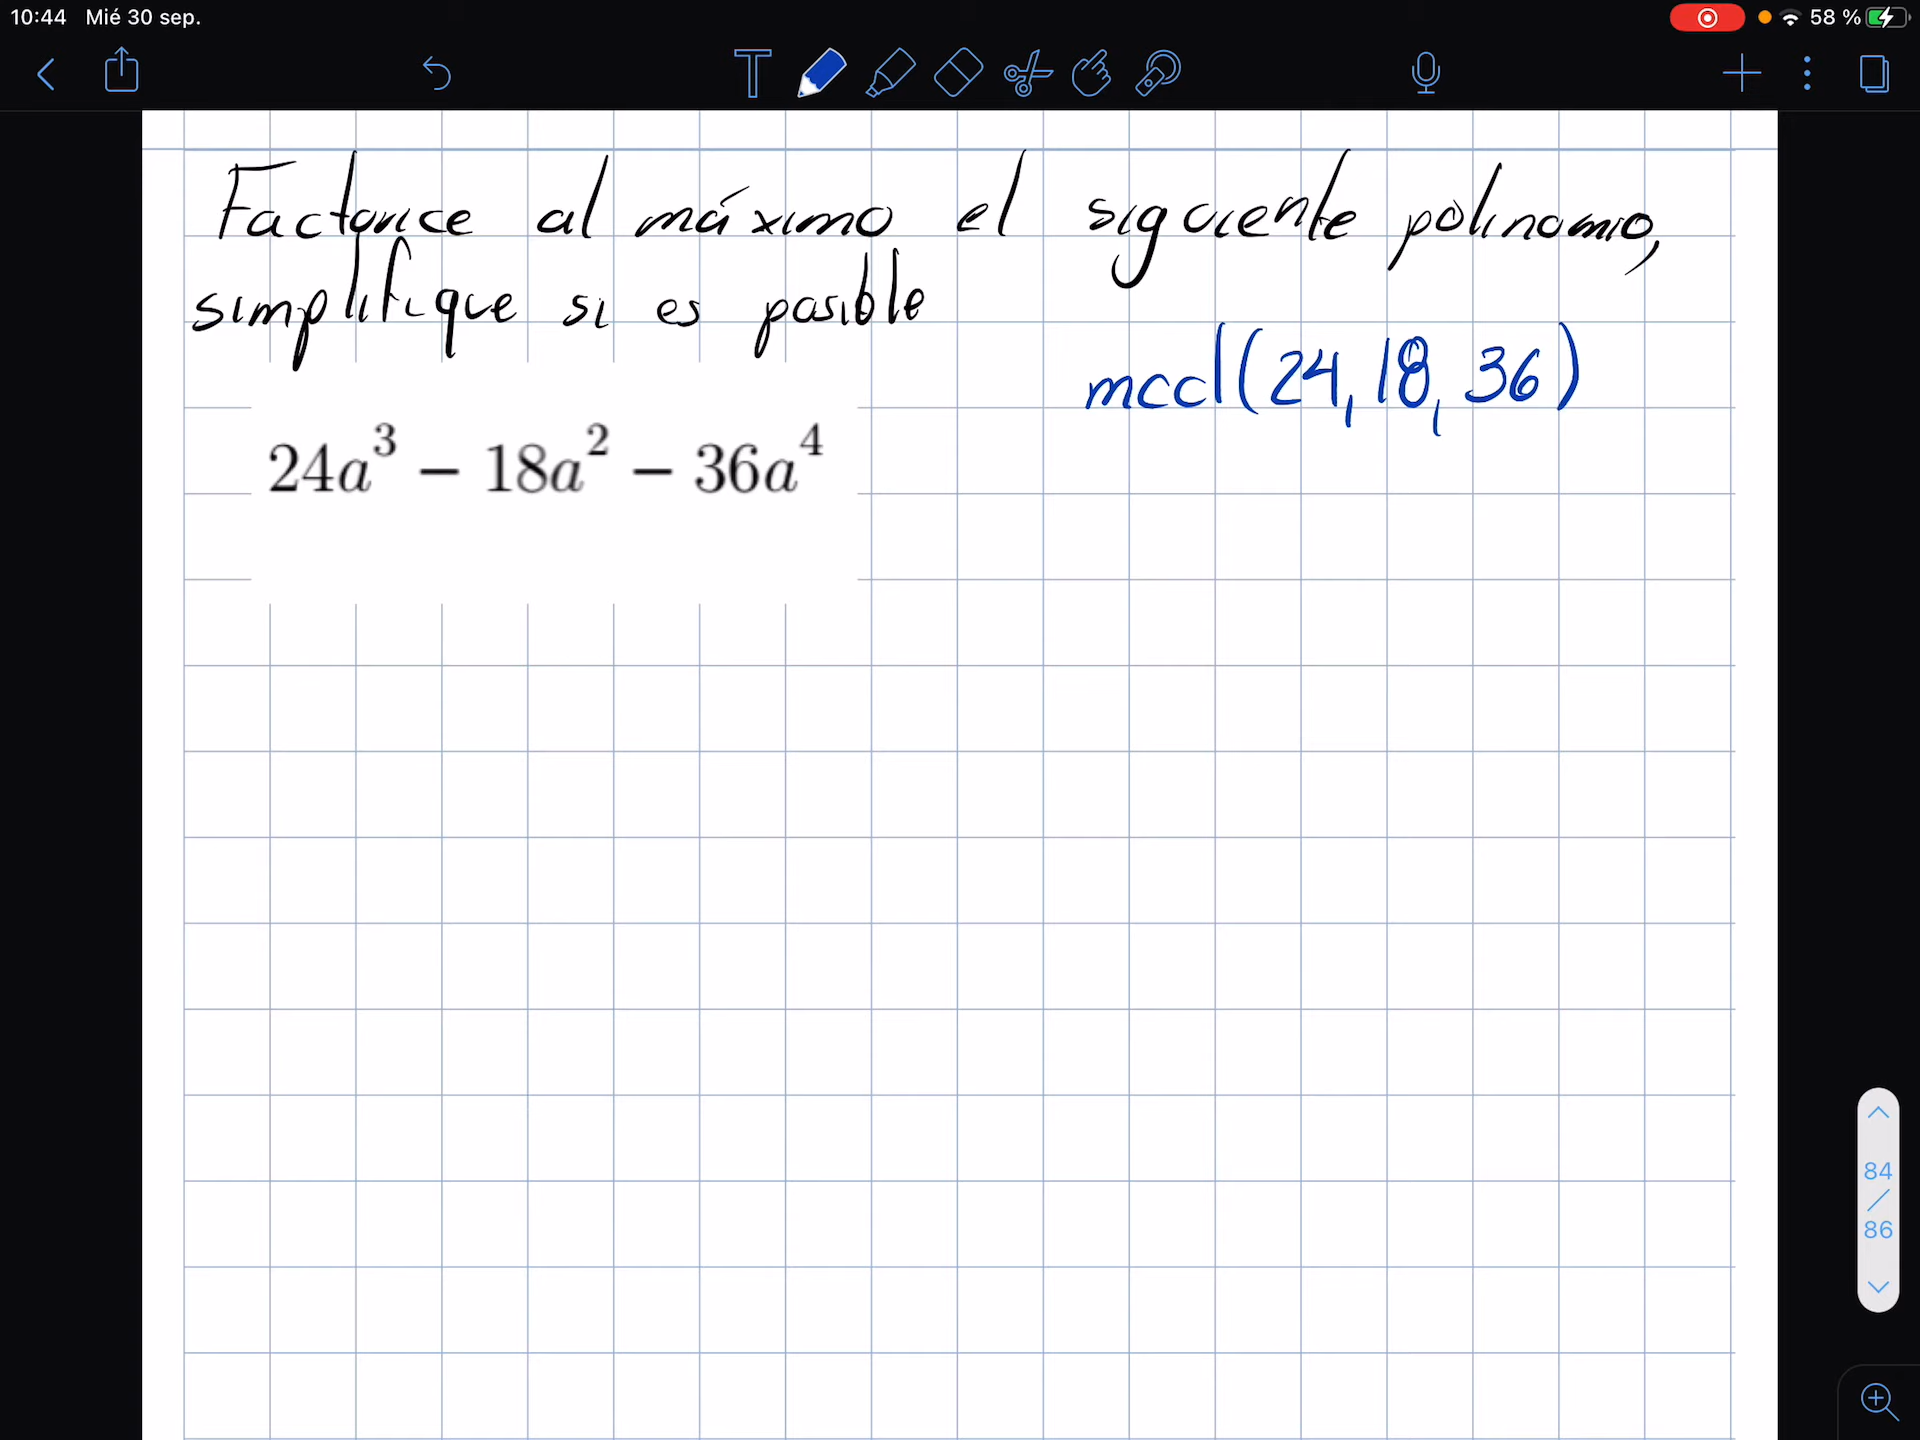 10:44 Mié 30 sep. 58 %
T
Factorice al máximo el siguiente polinomio,
simplifique si es posible
mcd(24, 18, 36)
24a³ − 18a² − 36a⁴
84
/
86